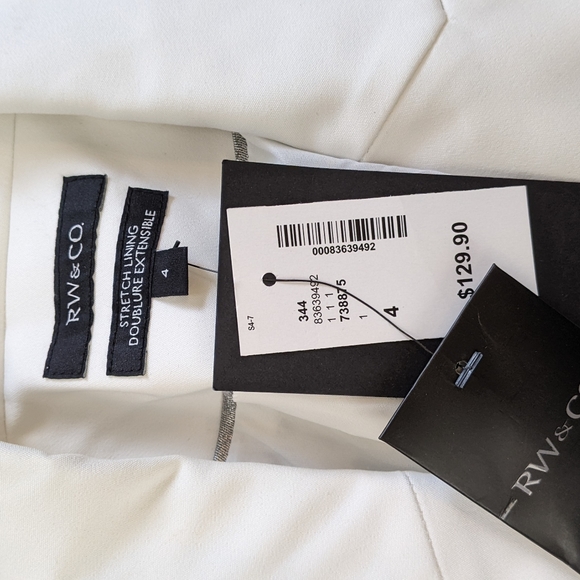 RW&CO.
STRETCH LINING
DOUBLURE EXTENSIBLE
4
00083639492
S4-7
344
83639492
1 1 1
738875
1
4
$129.90
RW&CO.